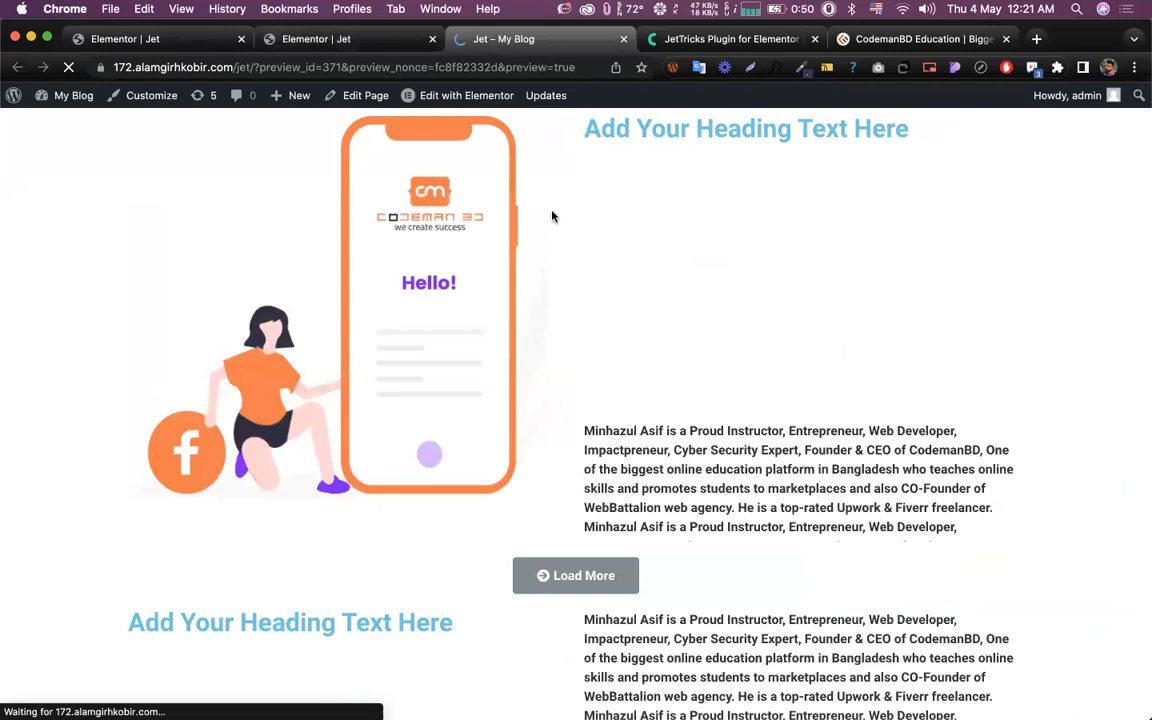 Chrome File Edit View History Bookmarks Profiles Tab Window Help 72° 47 KB/s 18 KB/s 0:50 Thu 4 May 12:21 AM
Elementor | Jet
Elementor | Jet
Jet – My Blog
JetTricks Plugin for Elementor
CodemanBD Education | Bigge
172.alamgirhkobir.com/jet/?preview_id=371&preview_nonce=fc8f82332d&preview=true
3
My Blog Customize 5 0 New Edit Page Edit with Elementor Updates Howdy, admin
Add Your Heading Text Here
cm
CODEMAN BD
we create success
Hello!
f
Minhazul Asif is a Proud Instructor, Entrepreneur, Web Developer,
Impactpreneur, Cyber Security Expert, Founder & CEO of CodemanBD, One
of the biggest online education platform in Bangladesh who teaches online
skills and promotes students to marketplaces and also CO-Founder of
WebBattalion web agency. He is a top-rated Upwork & Fiverr freelancer.
Minhazul Asif is a Proud Instructor, Entrepreneur, Web Developer,
Load More
Add Your Heading Text Here
Minhazul Asif is a Proud Instructor, Entrepreneur, Web Developer,
Impactpreneur, Cyber Security Expert, Founder & CEO of CodemanBD, One
of the biggest online education platform in Bangladesh who teaches online
skills and promotes students to marketplaces and also CO-Founder of
WebBattalion web agency. He is a top-rated Upwork & Fiverr freelancer.
Minhazul Asif is a Proud Instructor, Entrepreneur, Web Developer,
Waiting for 172.alamgirhkobir.com...